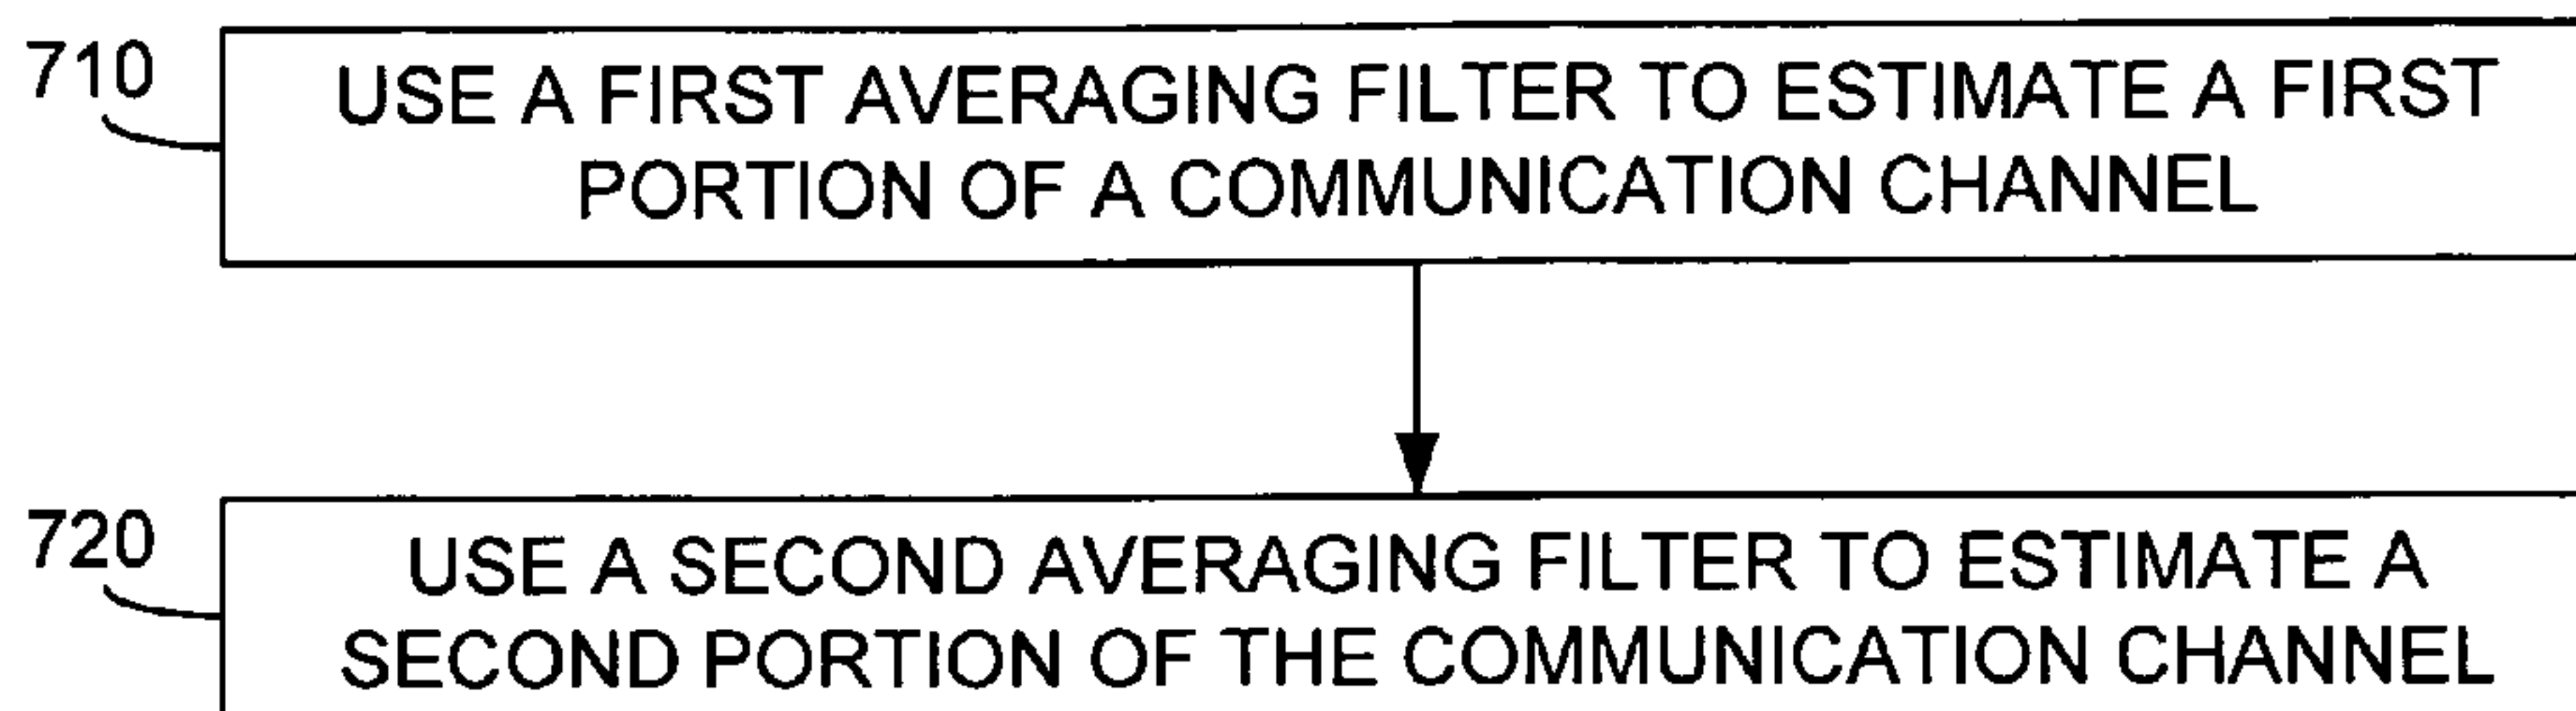 710
USE A FIRST AVERAGING FILTER TO ESTIMATE A FIRST
PORTION OF A COMMUNICATION CHANNEL
720
USE A SECOND AVERAGING FILTER TO ESTIMATE A
SECOND PORTION OF THE COMMUNICATION CHANNEL